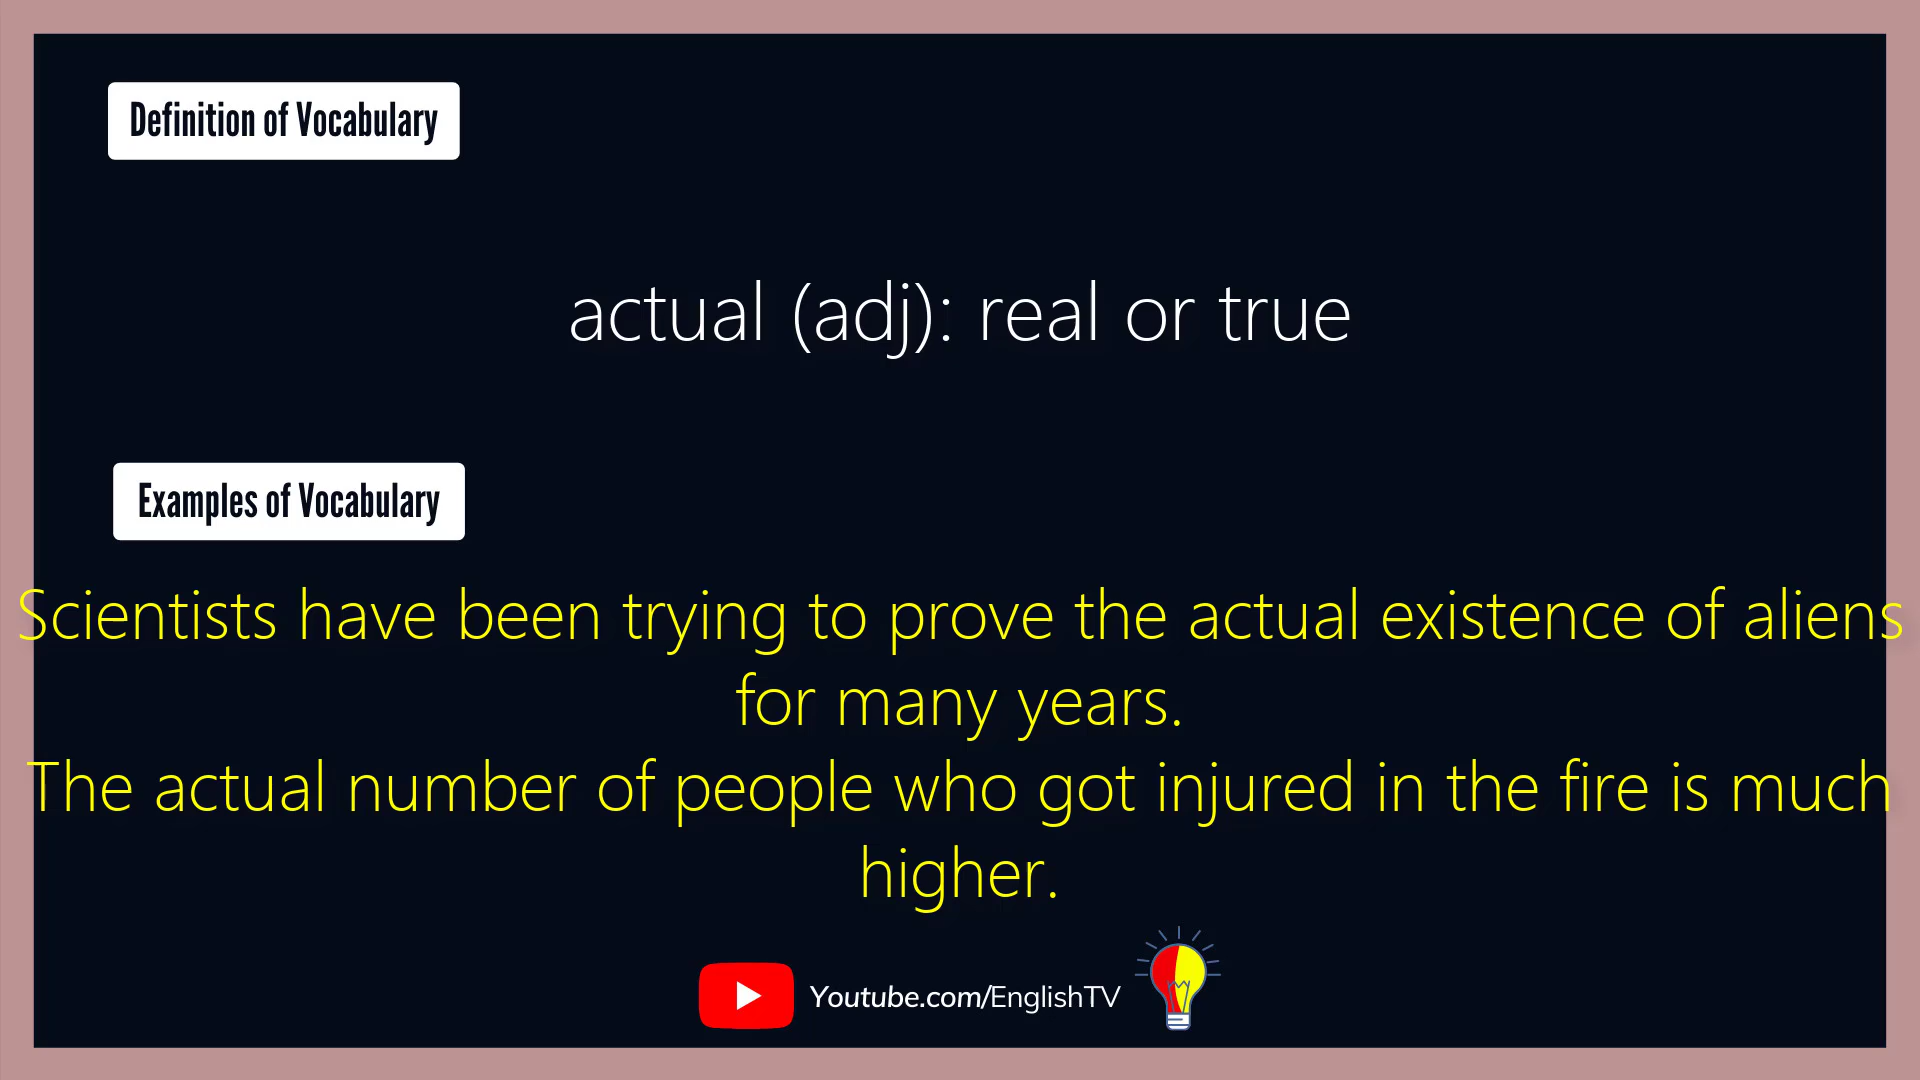 Definition of Vocabulary
actual (adj): real or true
Examples of Vocabulary
Scientists have been trying to prove the actual existence of aliens
for many years.
The actual number of people who got injured in the fire is much
higher.
Youtube.com/EnglishTV